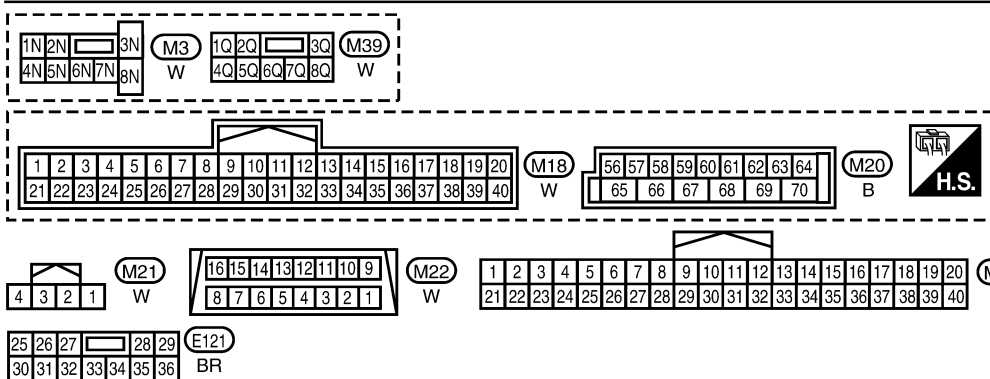 1N 2N 3N
4N 5N 6N 7N 8N
M3
W
1Q 2Q 3Q
4Q 5Q 6Q 7Q 8Q
M39
W
1 2 3 4 5 6 7 8 9 10 11 12 13 14 15 16 17 18 19 20
21 22 23 24 25 26 27 28 29 30 31 32 33 34 35 36 37 38 39 40
M18
W
56 57 58 59 60 61 62 63 64
65 66 67 68 69 70
M20
B
H.S.
4 3 2 1
M21
W
16 15 14 13 12 11 10 9
8 7 6 5 4 3 2 1
M22
W
1 2 3 4 5 6 7 8 9 10 11 12 13 14 15 16 17 18 19 20
21 22 23 24 25 26 27 28 29 30 31 32 33 34 35 36 37 38 39 40
25 26 27 28 29
30 31 32 33 34 35 36
E121
BR